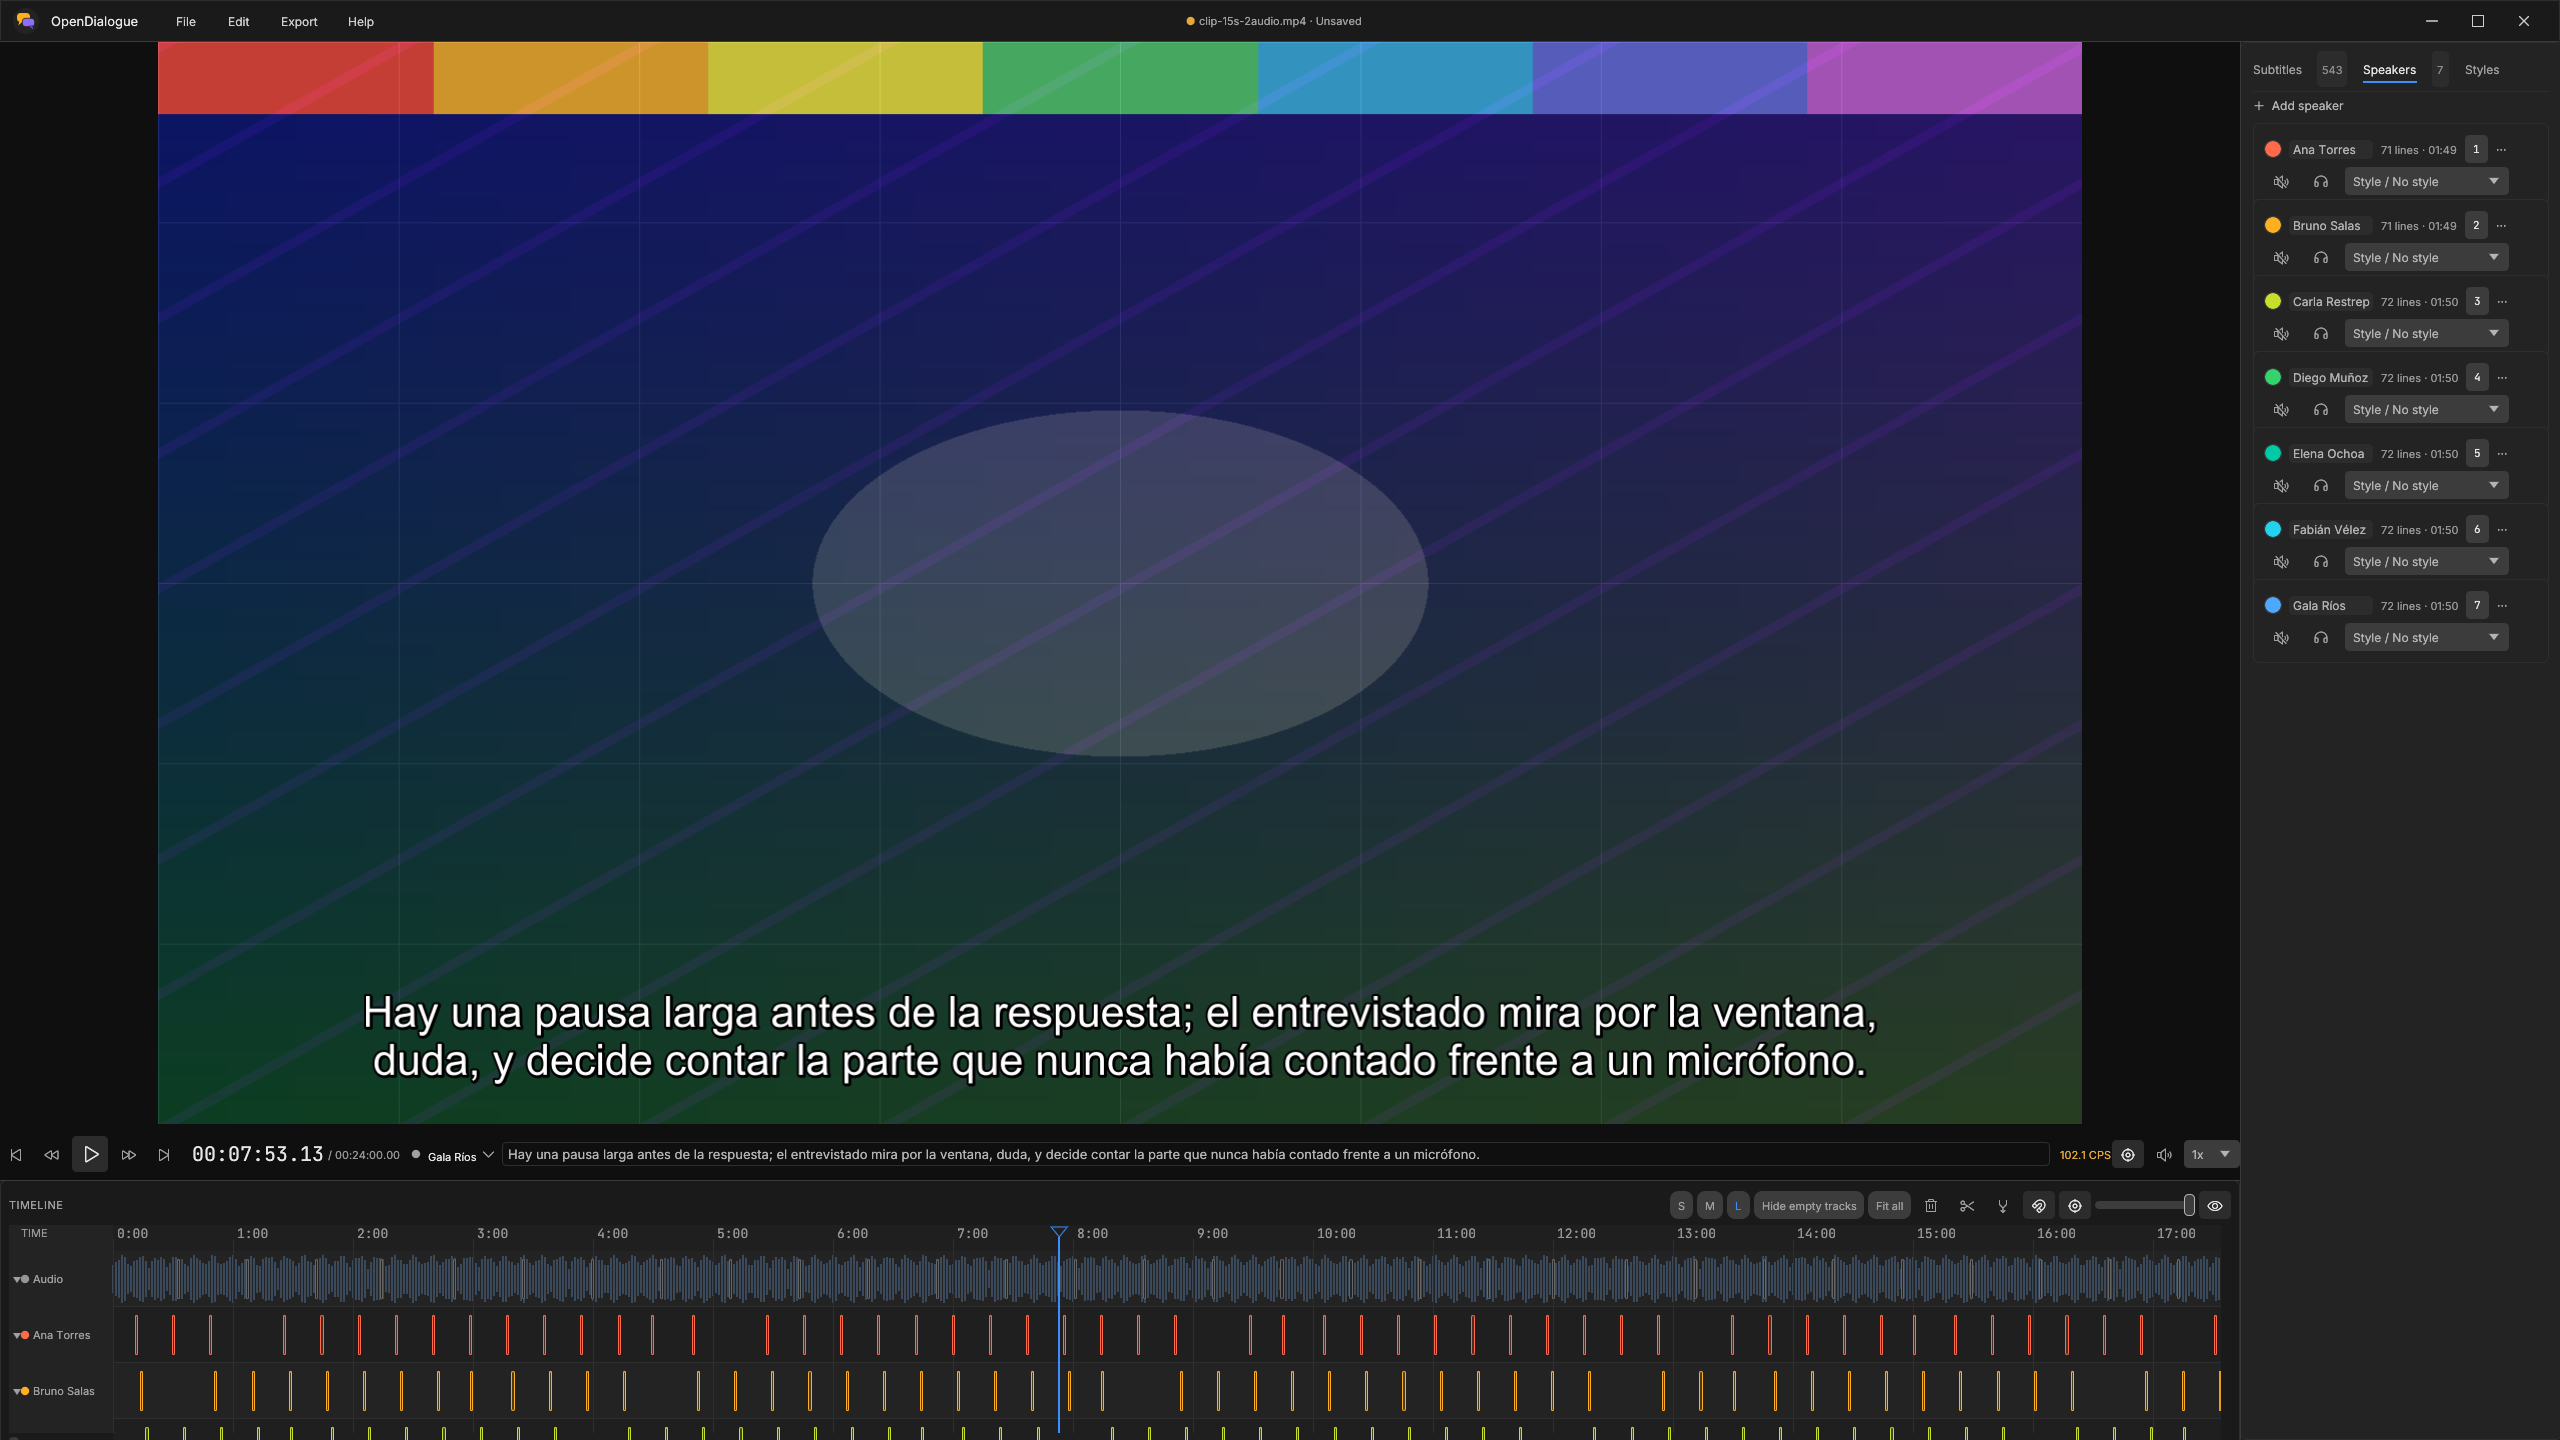 OpenDialogue File Edit Export Help
clip-15s-2audio.mp4 · Unsaved
Subtitles 543 Speakers 7 Styles
+ Add speaker
Ana Torres 71 lines · 01:49 1 ...
Style / No style
Bruno Salas 71 lines · 01:49 2 ...
Style / No style
Carla Restrep 72 lines · 01:50 3 ...
Style / No style
Diego Muñoz 72 lines · 01:50 4 ...
Style / No style
Elena Ochoa 72 lines · 01:50 5 ...
Style / No style
Fabián Vélez 72 lines · 01:50 6 ...
Style / No style
Gala Ríos 72 lines · 01:50 7 ...
Style / No style
Hay una pausa larga antes de la respuesta; el entrevistado mira por la ventana,
duda, y decide contar la parte que nunca había contado frente a un micrófono.
00:07:53.13 / 00:24:00.00 Gala Ríos Hay una pausa larga antes de la respuesta; el entrevistado mira por la ventana, duda, y decide contar la parte que nunca había contado frente a un micrófono. 102.1 CPS 1x
TIMELINE S M L Hide empty tracks Fit all
TIME 0:00 1:00 2:00 3:00 4:00 5:00 6:00 7:00 8:00 9:00 10:00 11:00 12:00 13:00 14:00 15:00 16:00 17:00
Audio
Ana Torres
Bruno Salas